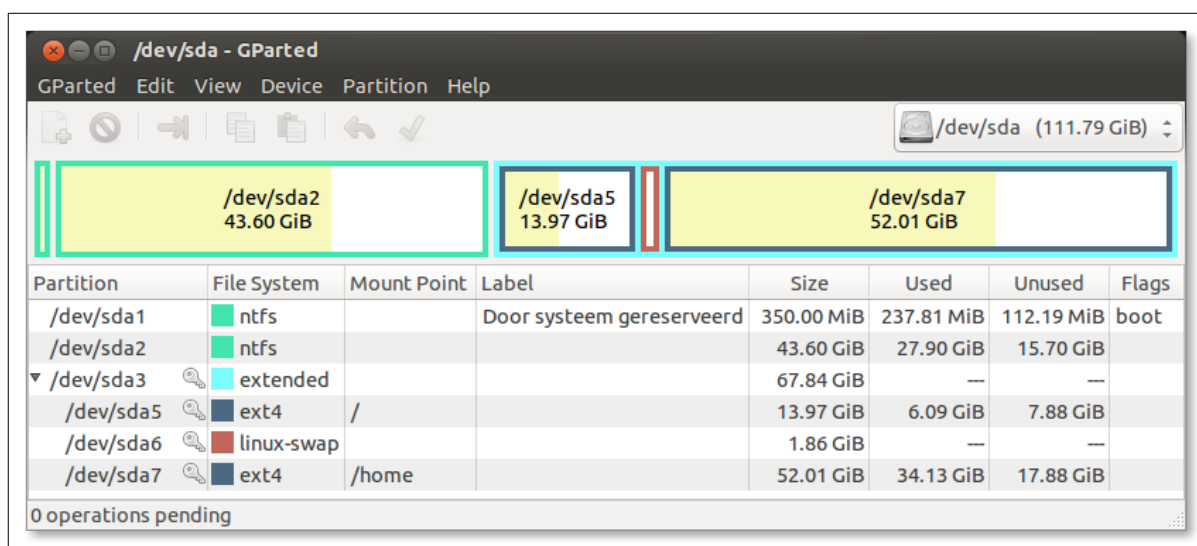 /dev/sda - GParted
GParted Edit View Device Partition Help
/dev/sda (111.79 GiB)
/dev/sda2
43.60 GiB
/dev/sda5
13.97 GiB
/dev/sda7
52.01 GiB
Partition File System Mount Point Label Size Used Unused Flags
/dev/sda1 ntfs Door systeem gereserveerd 350.00 MiB 237.81 MiB 112.19 MiB boot
/dev/sda2 ntfs 43.60 GiB 27.90 GiB 15.70 GiB
/dev/sda3 extended 67.84 GiB --- ---
/dev/sda5 ext4 / 13.97 GiB 6.09 GiB 7.88 GiB
/dev/sda6 linux-swap 1.86 GiB --- ---
/dev/sda7 ext4 /home 52.01 GiB 34.13 GiB 17.88 GiB
0 operations pending